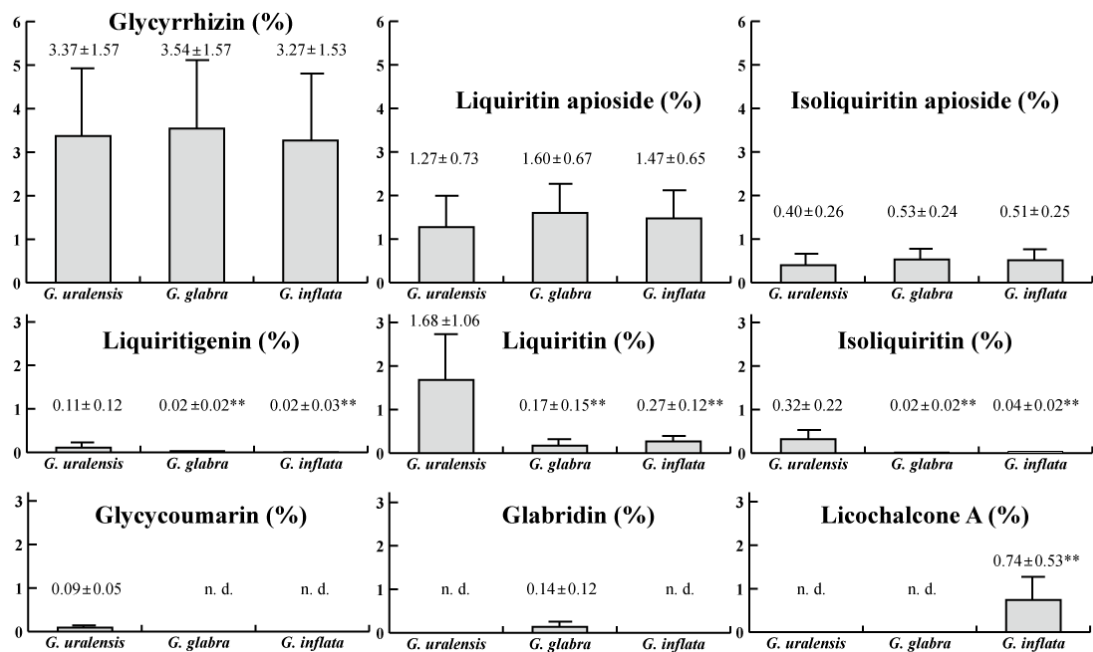 Glycyrrhizin (%)
6
5
4
3
2
1
0
3.37±1.57
3.54±1.57
3.27±1.53
G. uralensis
G. glabra
G. inflata
Liquiritin apioside (%)
6
5
4
3
2
1
0
1.27±0.73
1.60±0.67
1.47±0.65
G. uralensis
G. glabra
G. inflata
Isoliquiritin apioside (%)
6
5
4
3
2
1
0
0.40±0.26
0.53±0.24
0.51±0.25
G. uralensis
G. glabra
G. inflata
Liquiritigenin (%)
3
2
1
0
0.11±0.12
0.02±0.02**
0.02±0.03**
G. uralensis
G. glabra
G. inflata
Liquiritin (%)
3
2
1
0
1.68±1.06
0.17±0.15**
0.27±0.12**
G. uralensis
G. glabra
G. inflata
Isoliquiritin (%)
3
2
1
0
0.32±0.22
0.02±0.02**
0.04±0.02**
G. uralensis
G. glabra
G. inflata
Glycycoumarin (%)
3
2
1
0
0.09±0.05
n. d.
n. d.
G. uralensis
G. glabra
G. inflata
Glabridin (%)
3
2
1
0
n. d.
0.14±0.12
n. d.
G. uralensis
G. glabra
G. inflata
Licochalcone A (%)
3
2
1
0
n. d.
n. d.
0.74±0.53**
G. uralensis
G. glabra
G. inflata